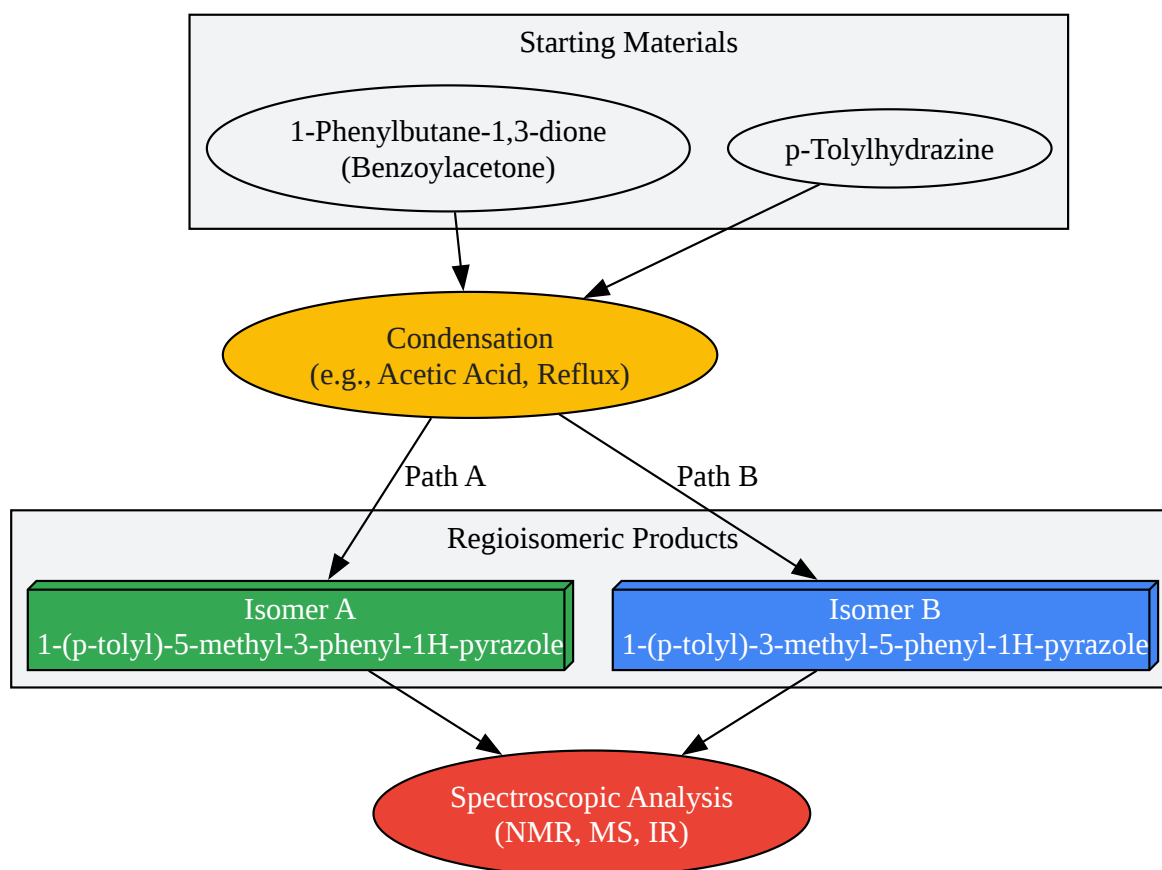 Starting Materials
1-Phenylbutane-1,3-dione
(Benzoylacetone)
p-Tolylhydrazine
Condensation
(e.g., Acetic Acid, Reflux)
Path A
Path B
Regioisomeric Products
Isomer A
1-(p-tolyl)-5-methyl-3-phenyl-1H-pyrazole
Isomer B
1-(p-tolyl)-3-methyl-5-phenyl-1H-pyrazole
Spectroscopic Analysis
(NMR, MS, IR)